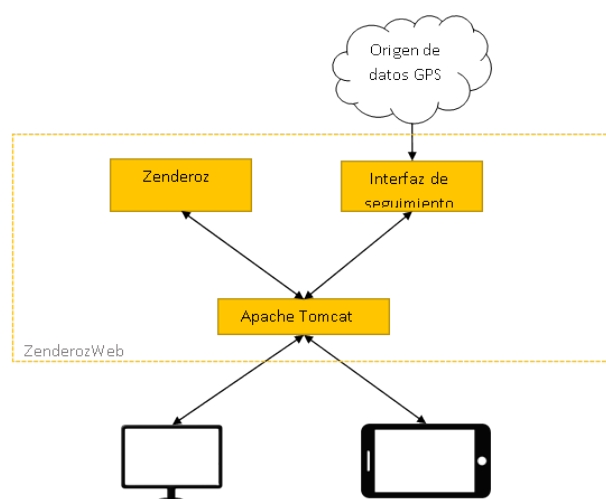 Origen de
datos GPS
Zenderoz
Interfaz de
seguimiento
Apache Tomcat
ZenderozWeb